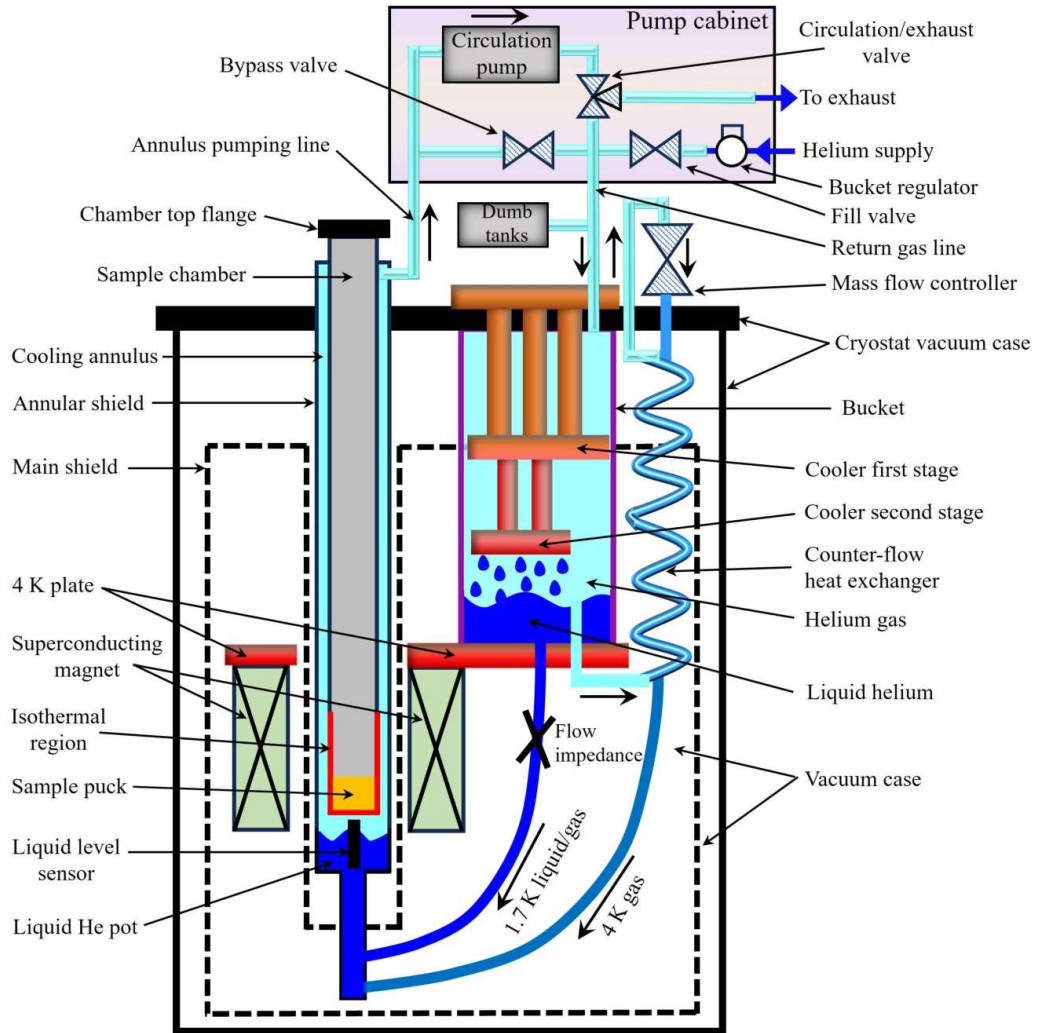 Pump cabinet
Circulation/exhaust
valve
Circulation
pump
Bypass valve
To exhaust
Annulus pumping line
Helium supply
Bucket regulator
Fill valve
Chamber top flange
Dumb
tanks
Return gas line
Sample chamber
Mass flow controller
Cryostat vacuum case
Cooling annulus
Annular shield
Bucket
Main shield
Cooler first stage
Cooler second stage
Counter-flow
heat exchanger
4 K plate
Helium gas
Superconducting
magnet
Liquid helium
Isothermal
region
Flow
impedance
Sample puck
Vacuum case
Liquid level
sensor
1.7 K liquid/gas
4 K gas
Liquid He pot